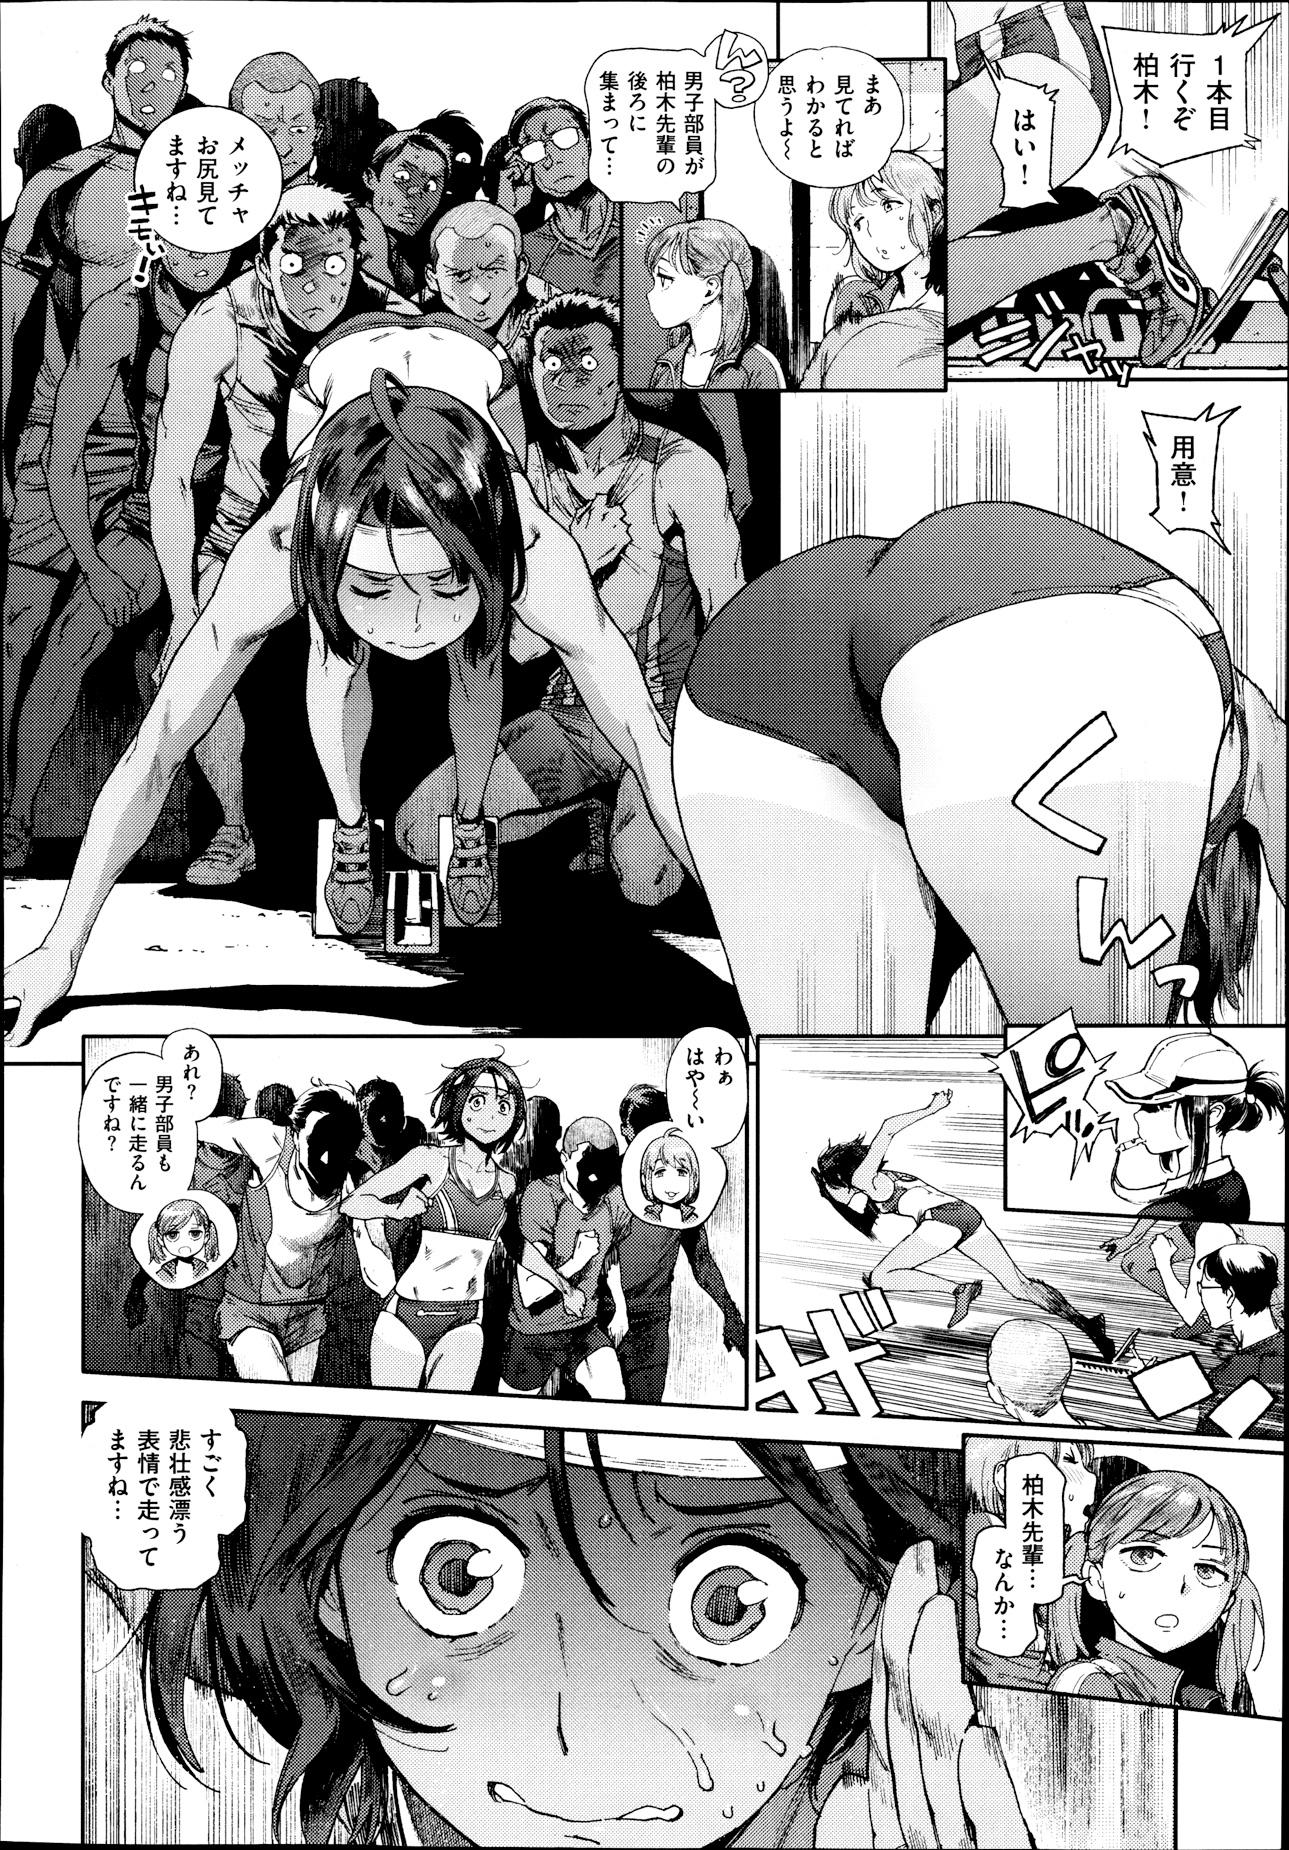 1本目
行くぞ
柏木!
はい!
ジャッ
まあ
見てれば
わかると
思うよ〜
ん?
男子部員が
柏木先輩の
後ろに
集まって…
メッチャ
お尻見て
ますね…
キモい!
用意!
くんっ
ピッ
ザザ
わぁ
はや〜い
あれ?
男子部員も
一緒に走るん
ですね?
柏木先輩…
なんか…
すごく
悲壮感漂う
表情で走って
ますね…